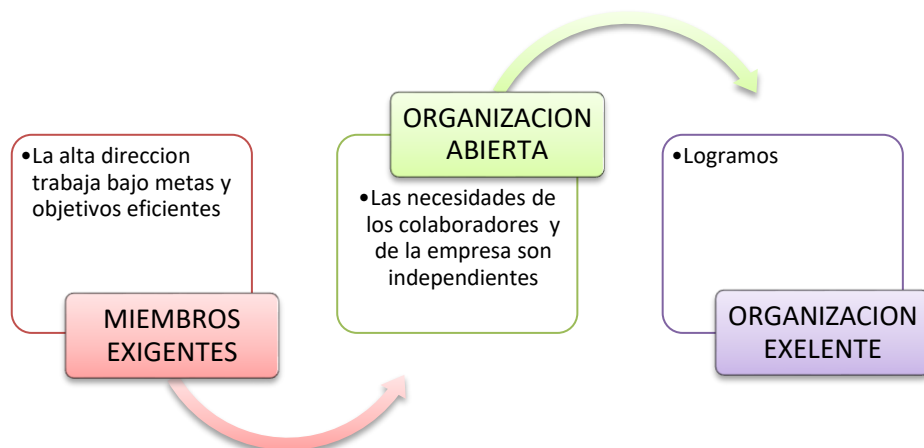 •La alta direccion
trabaja bajo metas y
objetivos eficientes
MIEMBROS
EXIGENTES
ORGANIZACION
ABIERTA
•Las necesidades de
los colaboradores y
de la empresa son
independientes
•Logramos
ORGANIZACION
EXELENTE